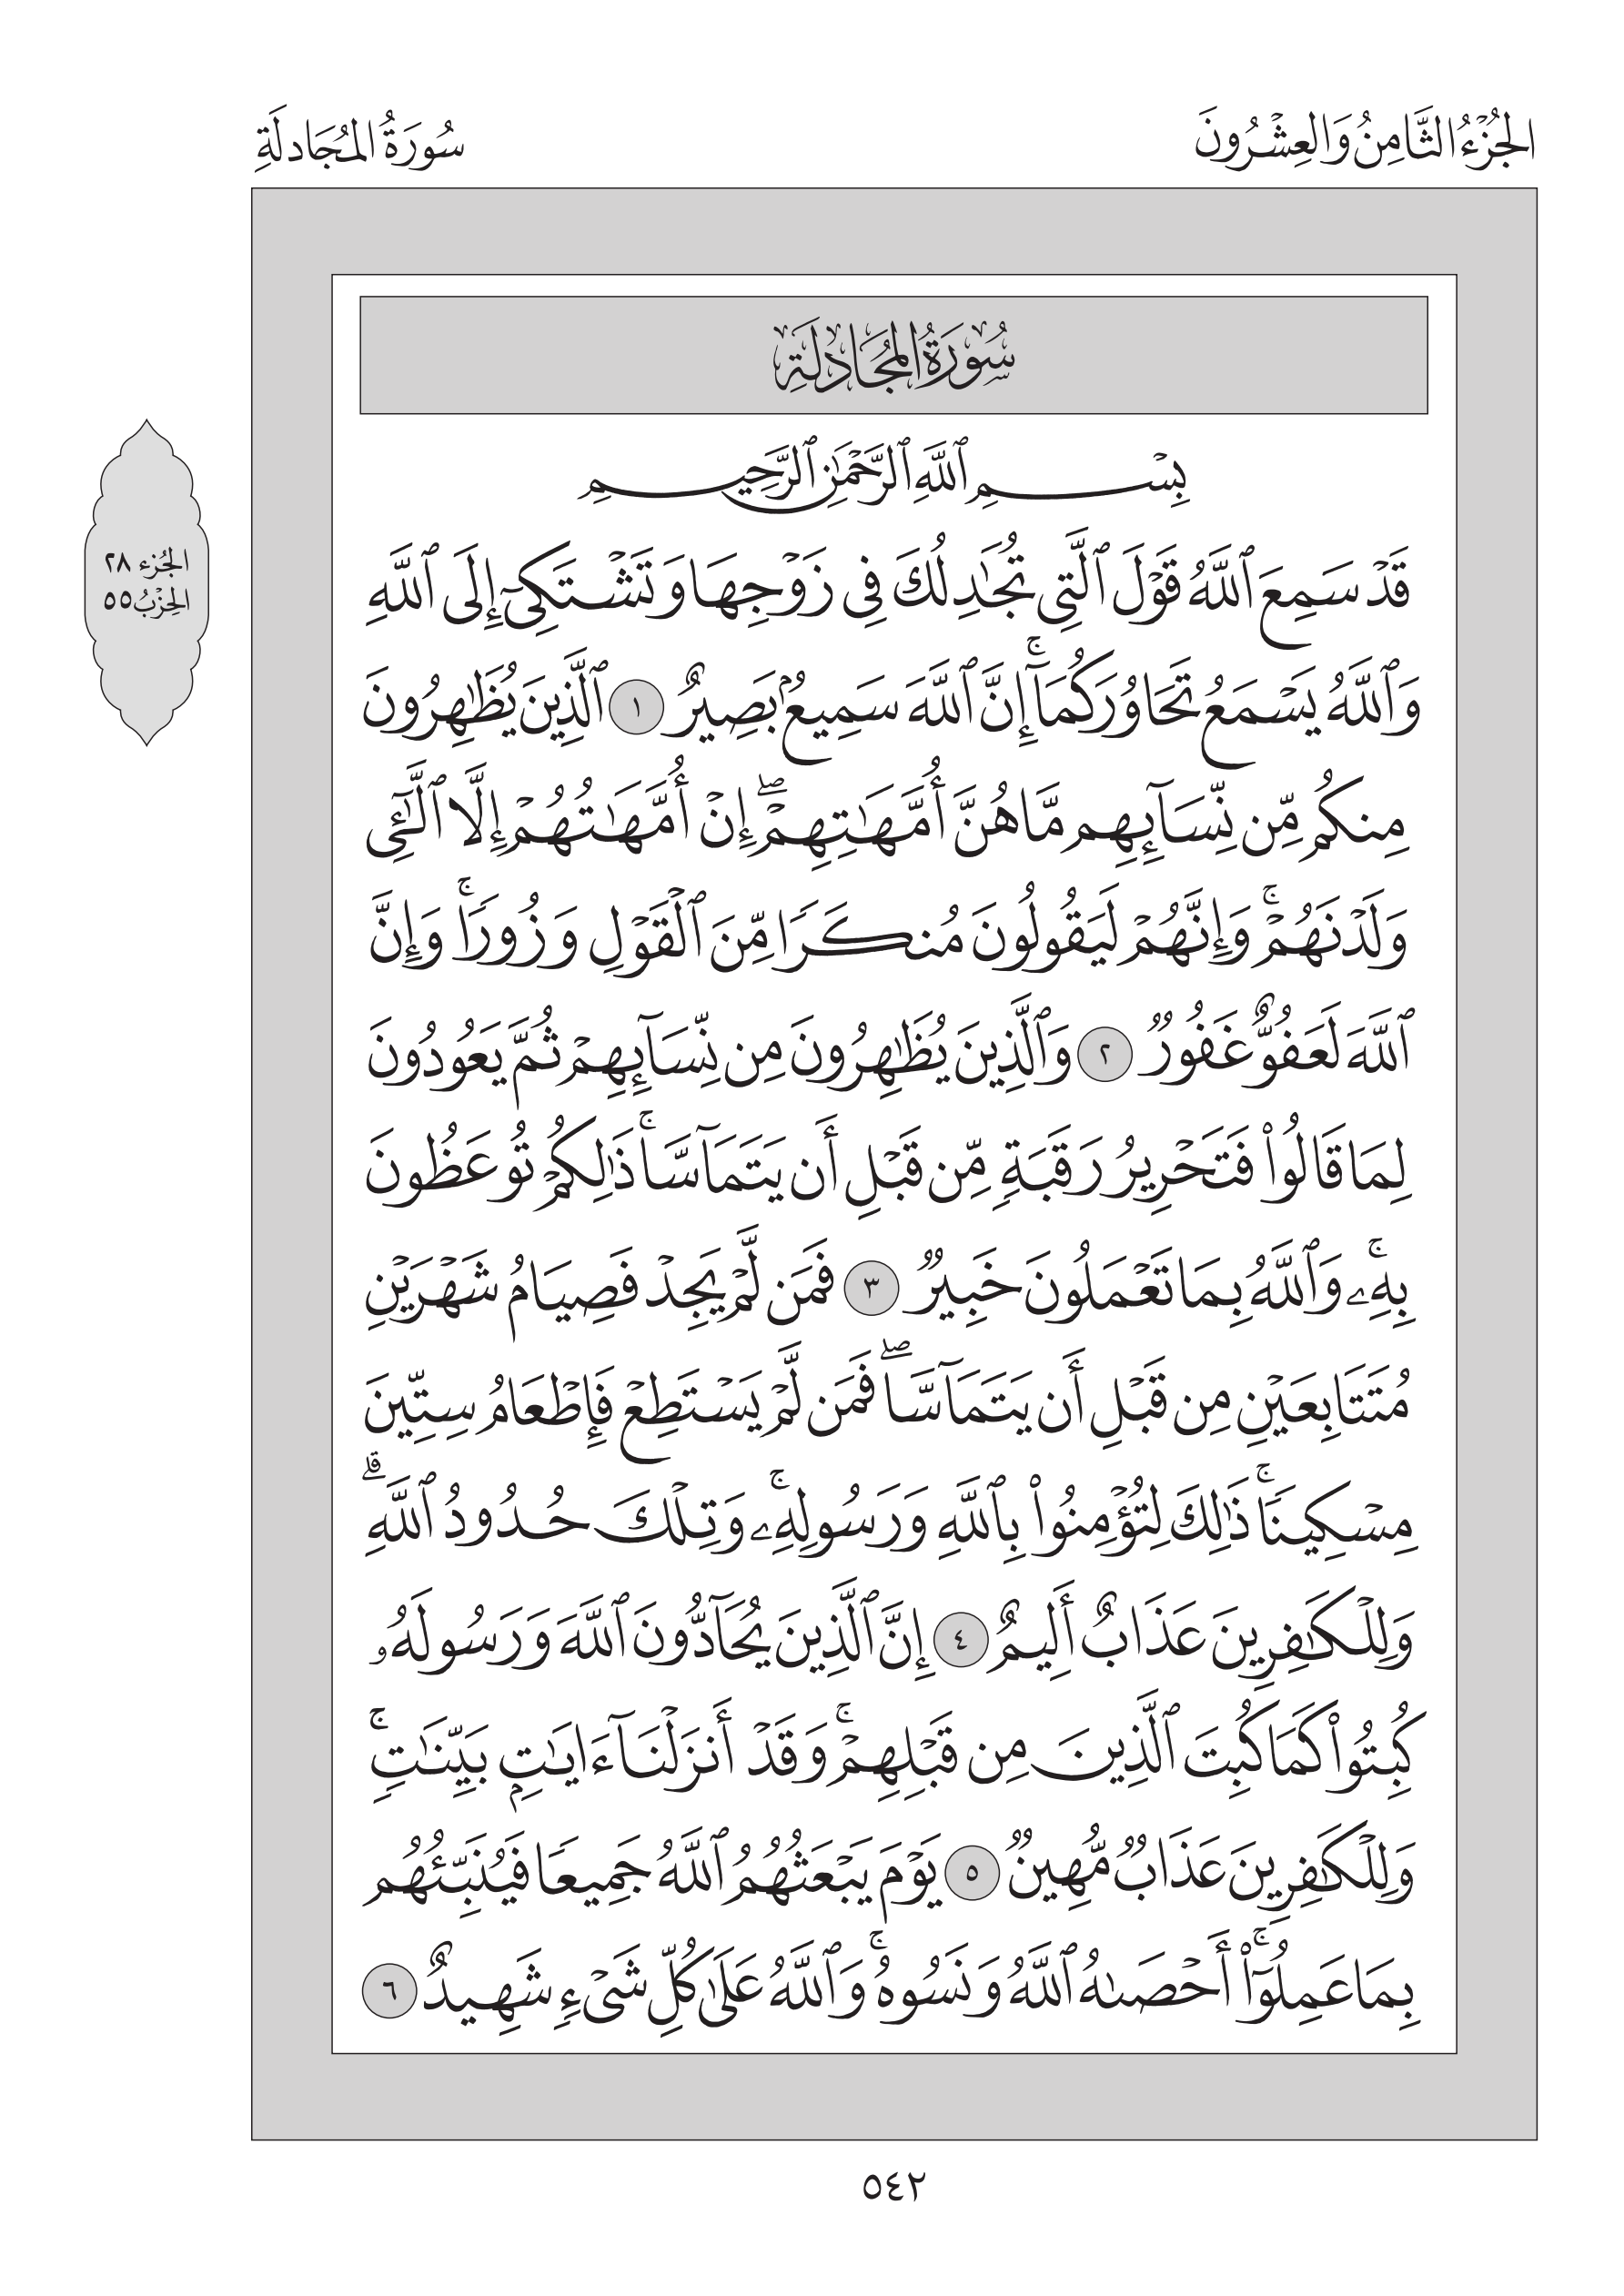 الجُزْءُ الثَّامِنُ وَالعِشْرُونَ
سُورَةُ المُجَادلَةِ
سُورَةُ المُجَادلَةِ
بِسْمِ ٱللَّهِ ٱلرَّحْمَٰنِ ٱلرَّحِيمِ
قَدْ سَمِعَ ٱللَّهُ قَوْلَ ٱلَّتِى تُجَٰدِلُكَ فِى زَوْجِهَا وَتَشْتَكِىٓ إِلَى ٱللَّهِ
وَٱللَّهُ يَسْمَعُ تَحَاوُرَكُمَآ ۚ إِنَّ ٱللَّهَ سَمِيعٌۢ بَصِيرٌ ١ ٱلَّذِينَ يُظَٰهِرُونَ
مِنكُم مِّن نِّسَآئِهِم مَّا هُنَّ أُمَّهَٰتِهِمْ ۖ إِنْ أُمَّهَٰتُهُمْ إِلَّا ٱلَّٰٓـِٔى
وَلَدْنَهُمْ ۚ وَإِنَّهُمْ لَيَقُولُونَ مُنكَرًا مِّنَ ٱلْقَوْلِ وَزُورًا ۚ وَإِنَّ
ٱللَّهَ لَعَفُوٌّ غَفُورٌ ٢ وَٱلَّذِينَ يُظَٰهِرُونَ مِن نِّسَآئِهِمْ ثُمَّ يَعُودُونَ
لِمَا قَالُوا۟ فَتَحْرِيرُ رَقَبَةٍ مِّن قَبْلِ أَن يَتَمَآسَّا ۚ ذَٰلِكُمْ تُوعَظُونَ
بِهِۦ ۚ وَٱللَّهُ بِمَا تَعْمَلُونَ خَبِيرٌ ٣ فَمَن لَّمْ يَجِدْ فَصِيَامُ شَهْرَيْنِ
مُتَتَابِعَيْنِ مِن قَبْلِ أَن يَتَمَآسَّا ۖ فَمَن لَّمْ يَسْتَطِعْ فَإِطْعَامُ سِتِّينَ
مِسْكِينًا ۚ ذَٰلِكَ لِتُؤْمِنُوا۟ بِٱللَّهِ وَرَسُولِهِۦ ۚ وَتِلْكَ حُدُودُ ٱللَّهِ ۗ
وَلِلْكَٰفِرِينَ عَذَابٌ أَلِيمٌ ٤ إِنَّ ٱلَّذِينَ يُحَآدُّونَ ٱللَّهَ وَرَسُولَهُۥ
كُبِتُوا۟ كَمَا كُبِتَ ٱلَّذِينَ مِن قَبْلِهِمْ ۚ وَقَدْ أَنزَلْنَآ ءَايَٰتٍۭ بَيِّنَٰتٍ ۚ
وَلِلْكَٰفِرِينَ عَذَابٌ مُّهِينٌ ٥ يَوْمَ يَبْعَثُهُمُ ٱللَّهُ جَمِيعًا فَيُنَبِّئُهُم
بِمَا عَمِلُوٓا۟ ۚ أَحْصَىٰهُ ٱللَّهُ وَنَسُوهُ ۚ وَٱللَّهُ عَلَىٰ كُلِّ شَىْءٍ شَهِيدٌ ٦
الجُزء ٢٨
الحِزْبُ ٥٥
٥٤٢